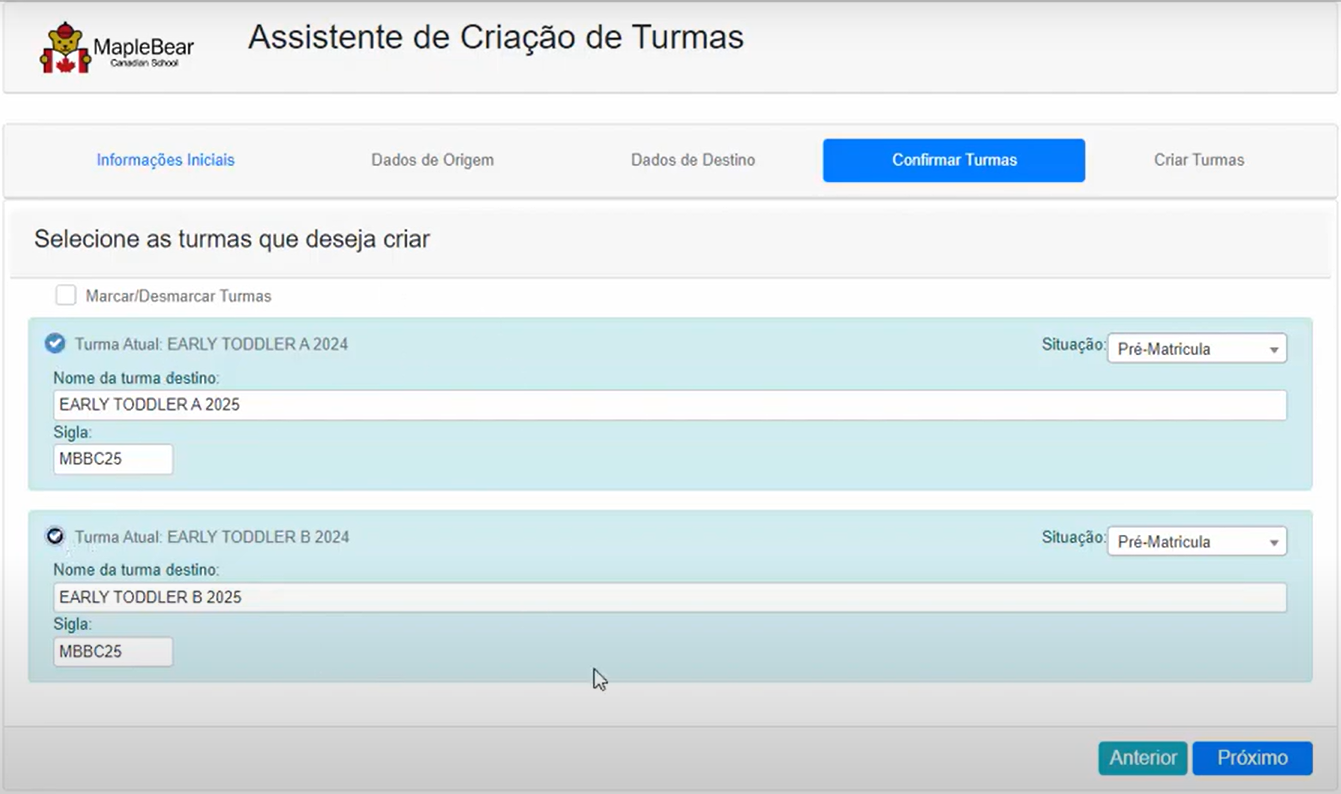 MapleBear
Canadian School
Assistente de Criação de Turmas
Informações Iniciais
Dados de Origem
Dados de Destino
Confirmar Turmas
Criar Turmas
Selecione as turmas que deseja criar
Marcar/Desmarcar Turmas
Turma Atual: EARLY TODDLER A 2024
Situação:
Pré-Matricula
Nome da turma destino:
EARLY TODDLER A 2025
Sigla:
MBBC25
Turma Atual: EARLY TODDLER B 2024
Situação:
Pré-Matricula
Nome da turma destino:
EARLY TODDLER B 2025
Sigla:
MBBC25
Anterior
Próximo